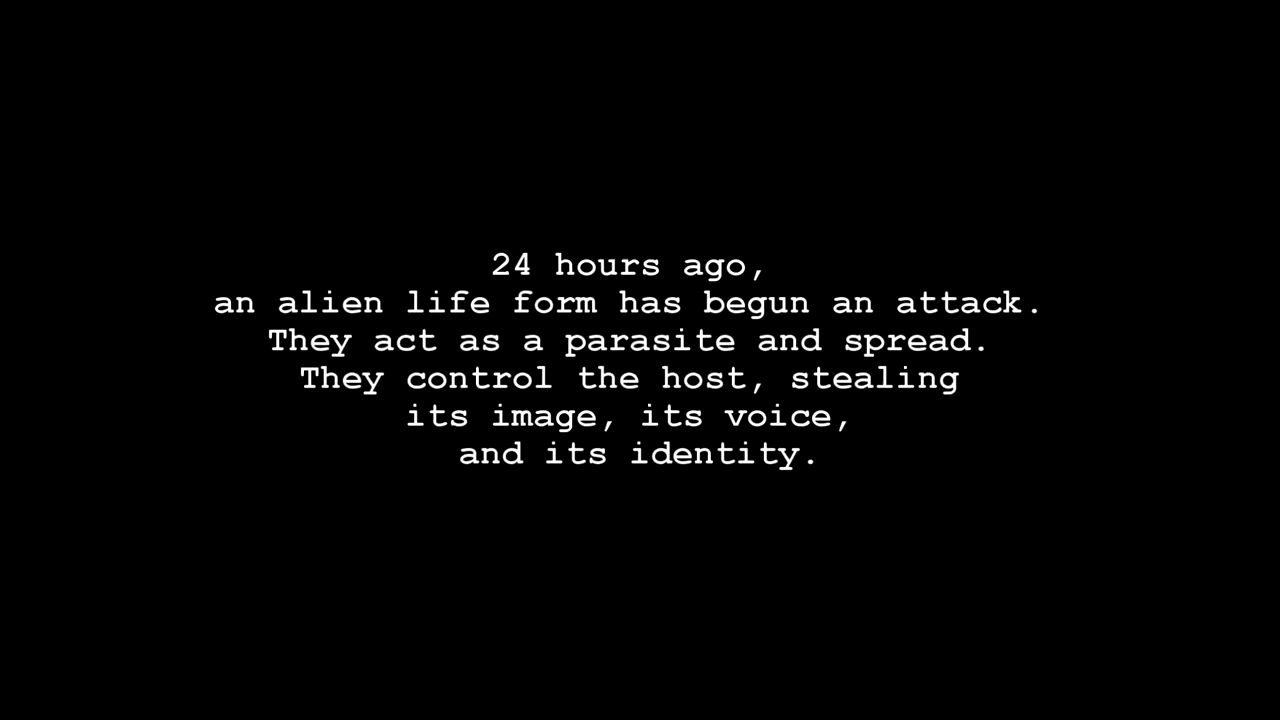 24 hours ago,
an alien life form has begun an attack.
They act as a parasite and spread.
They control the host, stealing
its image, its voice,
and its identity.